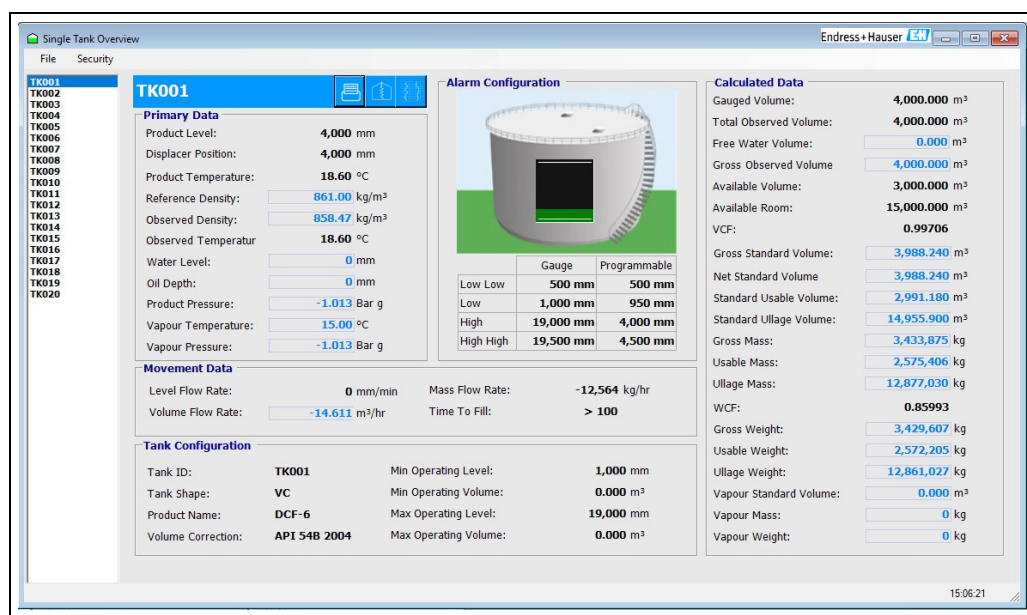 Single Tank Overview
Endress+Hauser EH
File Security
TK001
TK002
TK003
TK004
TK005
TK006
TK007
TK008
TK009
TK010
TK011
TK012
TK013
TK014
TK015
TK016
TK017
TK018
TK019
TK020
TK001
Primary Data
Product Level: 4,000 mm
Displacer Position: 4,000 mm
Product Temperature: 18.60 °C
Reference Density: 861.00 kg/m³
Observed Density: 858.47 kg/m³
Observed Temperatur 18.60 °C
Water Level: 0 mm
Oil Depth: 0 mm
Product Pressure: -1.013 Bar g
Vapour Temperature: 15.00 °C
Vapour Pressure: -1.013 Bar g
Alarm Configuration
Gauge Programmable
Low Low 500 mm 500 mm
Low 1,000 mm 950 mm
High 19,000 mm 4,000 mm
High High 19,500 mm 4,500 mm
Movement Data
Level Flow Rate: 0 mm/min Mass Flow Rate: -12,564 kg/hr
Volume Flow Rate: -14.611 m³/hr Time To Fill: > 100
Tank Configuration
Tank ID: TK001 Min Operating Level: 1,000 mm
Tank Shape: VC Min Operating Volume: 0.000 m³
Product Name: DCF-6 Max Operating Level: 19,000 mm
Volume Correction: API 54B 2004 Max Operating Volume: 0.000 m³
Calculated Data
Gauged Volume: 4,000.000 m³
Total Observed Volume: 4,000.000 m³
Free Water Volume: 0.000 m³
Gross Observed Volume 4,000.000 m³
Available Volume: 3,000.000 m³
Available Room: 15,000.000 m³
VCF: 0.99706
Gross Standard Volume: 3,988.240 m³
Net Standard Volume 3,988.240 m³
Standard Usable Volume: 2,991.180 m³
Standard Ullage Volume: 14,955.900 m³
Gross Mass: 3,433,875 kg
Usable Mass: 2,575,406 kg
Ullage Mass: 12,877,030 kg
WCF: 0.85993
Gross Weight: 3,429,607 kg
Usable Weight: 2,572,205 kg
Ullage Weight: 12,861,027 kg
Vapour Standard Volume: 0.000 m³
Vapour Mass: 0 kg
Vapour Weight: 0 kg
15:06:21